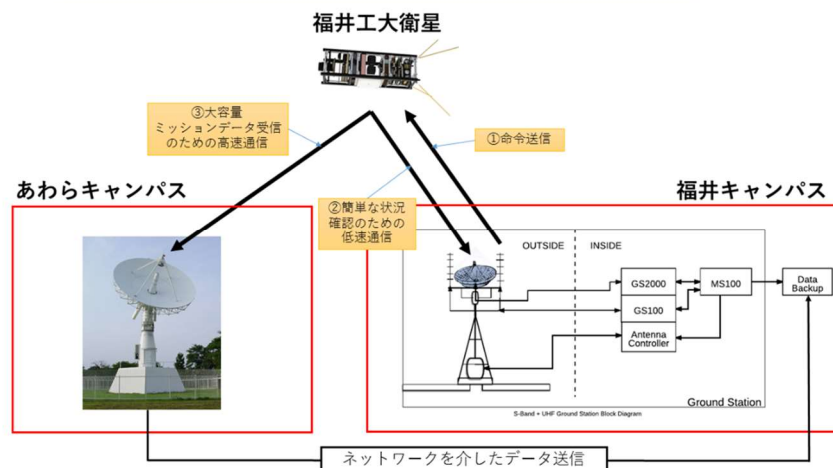 福井工大衛星
③大容量
ミッションデータ受信
のための高速通信
①命令送信
あわらキャンパス
福井キャンパス
②簡単な状況
確認のための
低速通信
OUTSIDE
INSIDE
GS2000
MS100
Data
Backup
GS100
Antenna
Controller
Ground Station
S-Band + UHF Ground Station Block Diagram
ネットワークを介したデータ送信